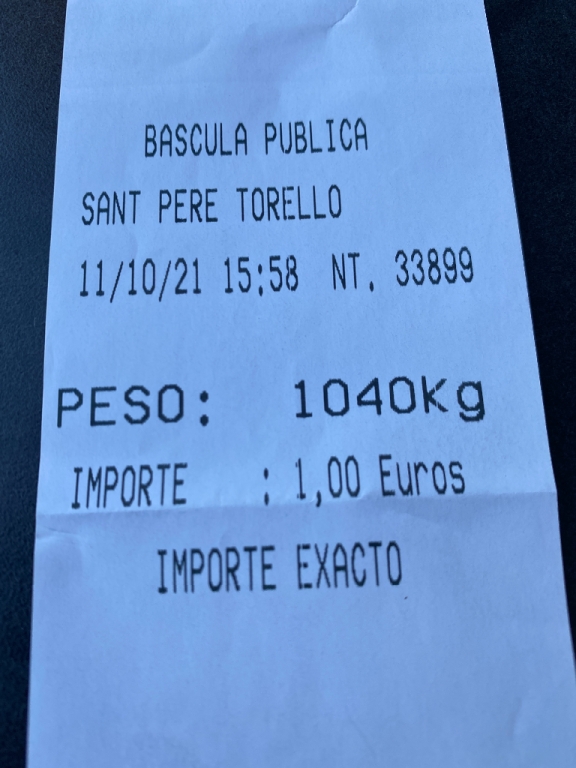 BASCULA PUBLICA
SANT PERE TORELLO
11/10/21 15:58 NT. 33899
PESO: 1040Kg
IMPORTE : 1,00 Euros
IMPORTE EXACTO